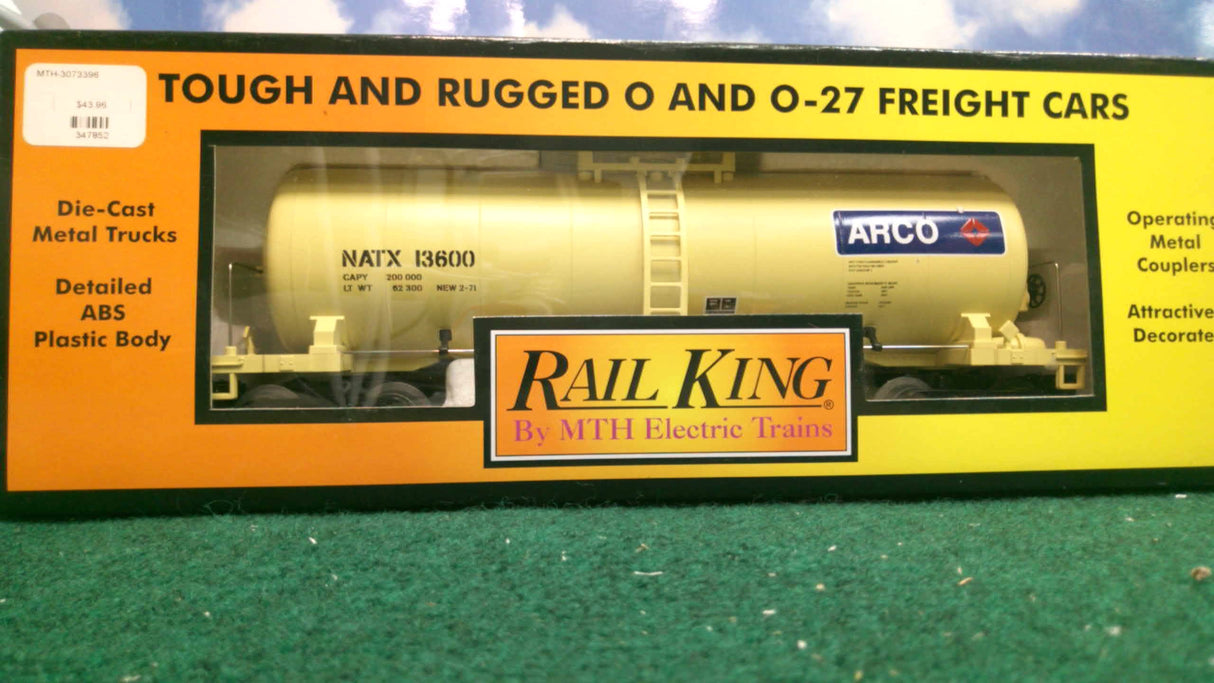 MTH-3073396
$43.96
347952
TOUGH AND RUGGED O AND O-27 FREIGHT CARS
Die-Cast
Metal Trucks
Detailed
ABS
Plastic Body
NATX 13600
CAPY 200 000
LT WT 62 300 NEW 2-71
ARCO
Operating
Metal
Couplers
Attractive
Decorate
RAIL KING®
By MTH Electric Trains